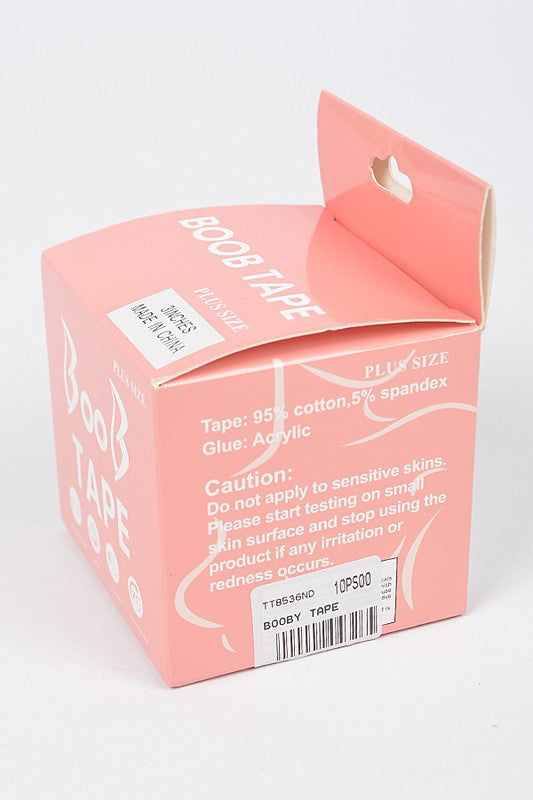 BOOB TAPE
PLUS SIZE
3INCHES
MADE IN CHINA
PLUS SIZE
BOOB
TAPE
PLUS SIZE
Tape: 95% cotton,5% spandex
Glue: Acrylic
Caution:
Do not apply to sensitive skins.
Please start testing on small
skin surface and stop using the
product if any irritation or
redness occurs.
TT8536ND 10PS00
BOOBY TAPE